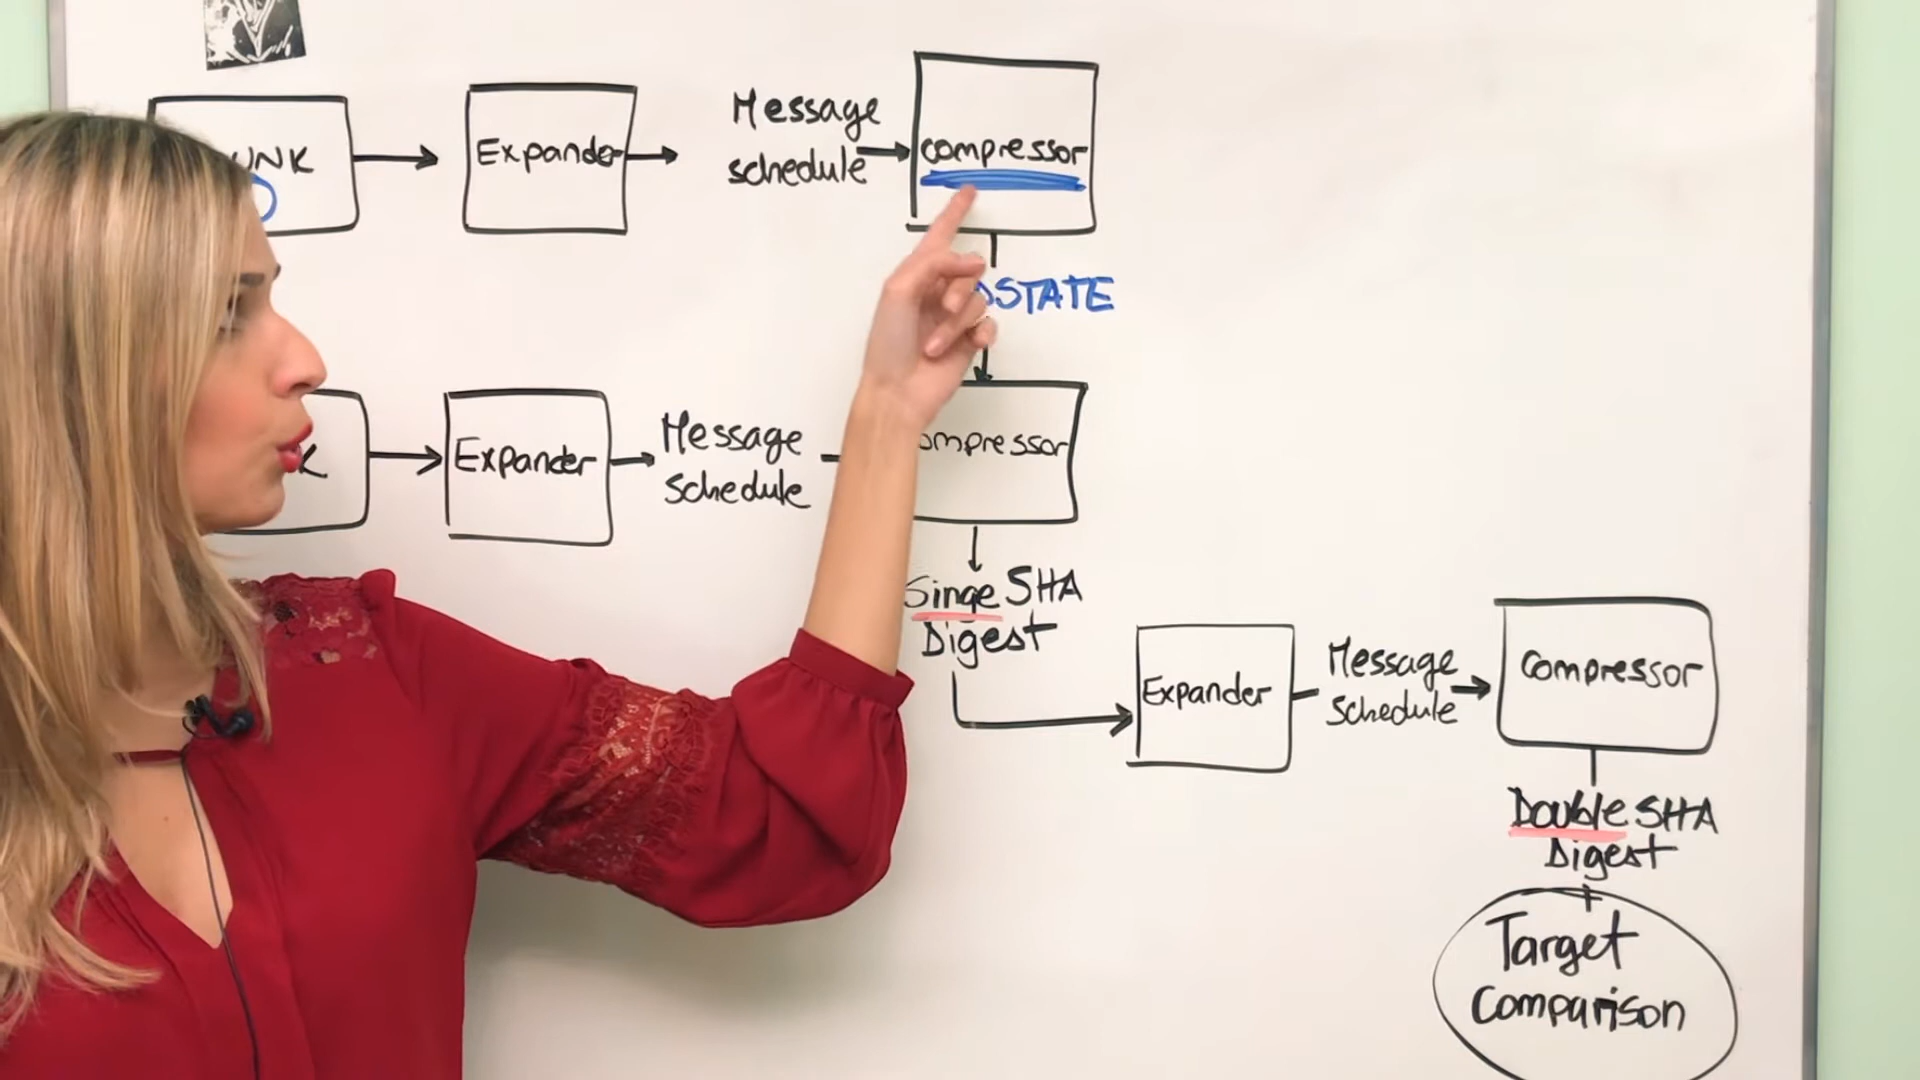 Expander
Message
schedule
compressor
STATE
Expander
Message
Schedule
Singe SHA
Digest
Expander
Message
Schedule
Compressor
Double SHA
Digest
Target
Comparison